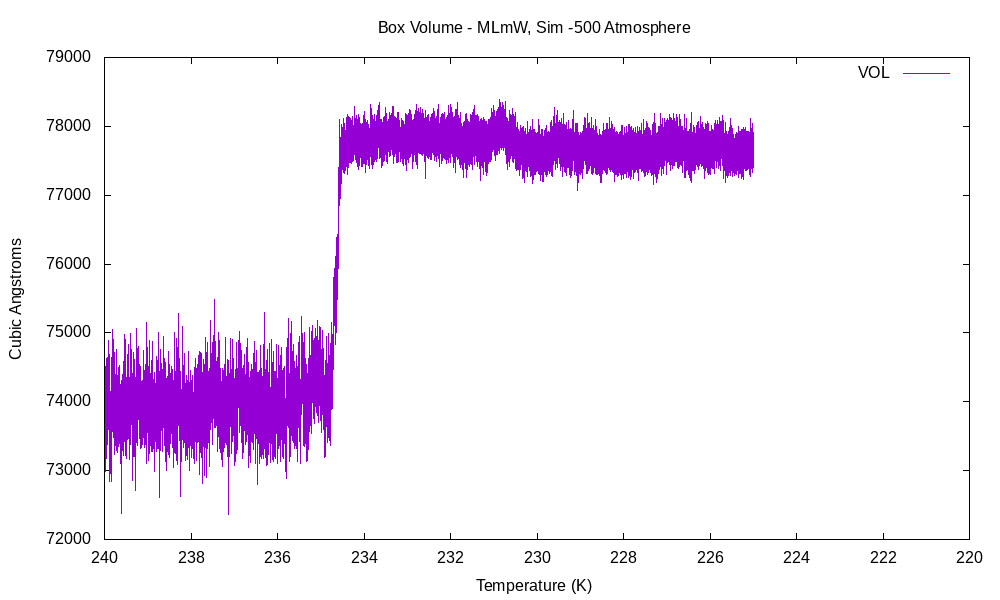 Box Volume - MLmW, Sim -500 Atmosphere
79000
VOL
78000
77000
76000
Cubic Angstroms
75000
74000
73000
72000
240 238 236 234 232 230 228 226 224 222 220
Temperature (K)